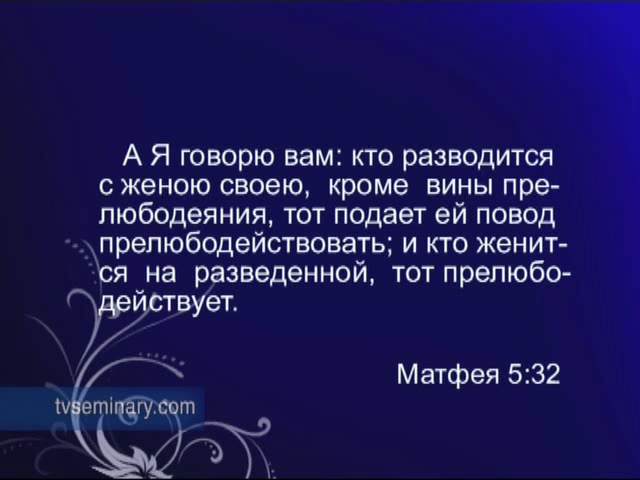 А Я говорю вам: кто разводится
с женою своею, кроме вины пре-
любодеяния, тот подает ей повод
прелюбодействовать; и кто женит-
ся на разведенной, тот прелюбо-
действует.
Матфея 5:32
tvseminary.com